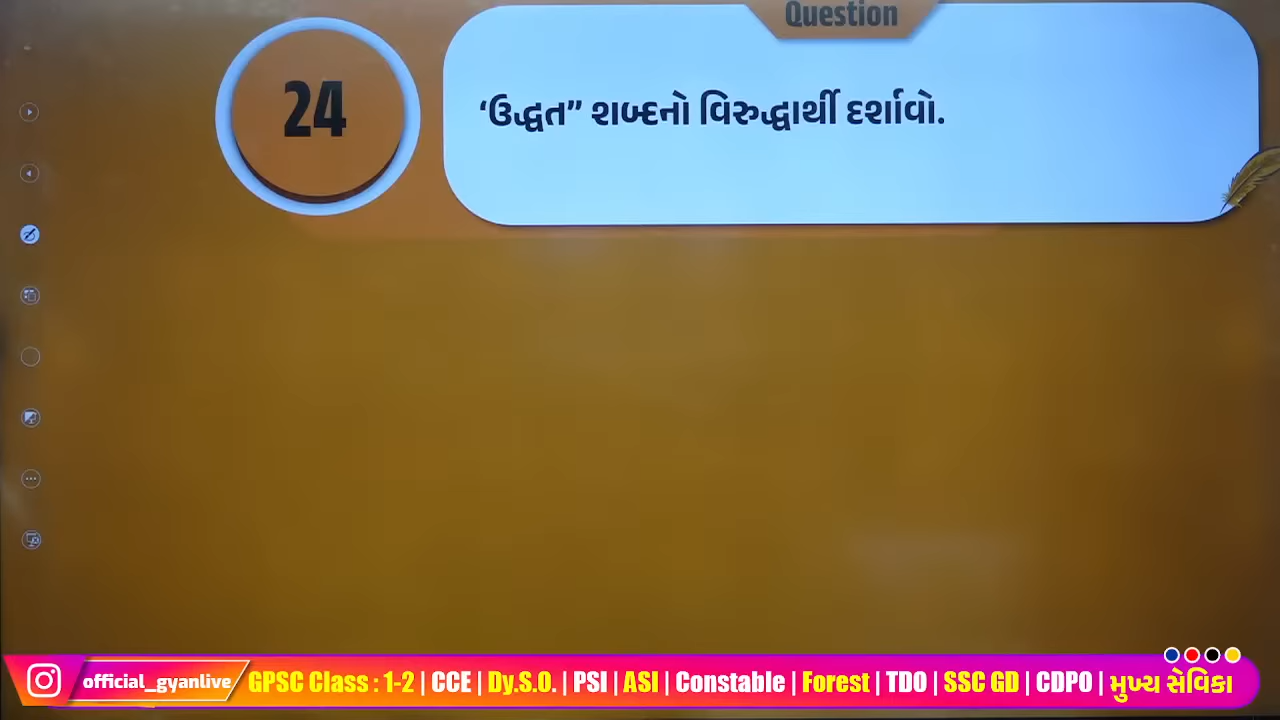 Question
24
‘ઉદ્ધત” શબ્દનો વિરુદ્ધાર્થી દર્શાવો.
official_gyanlive
GPSC Class : 1-2 | CCE | Dy.S.O. | PSI | ASI | Constable | Forest | TDO | SSC GD | CDPO | મુખ્ય સેવિકા